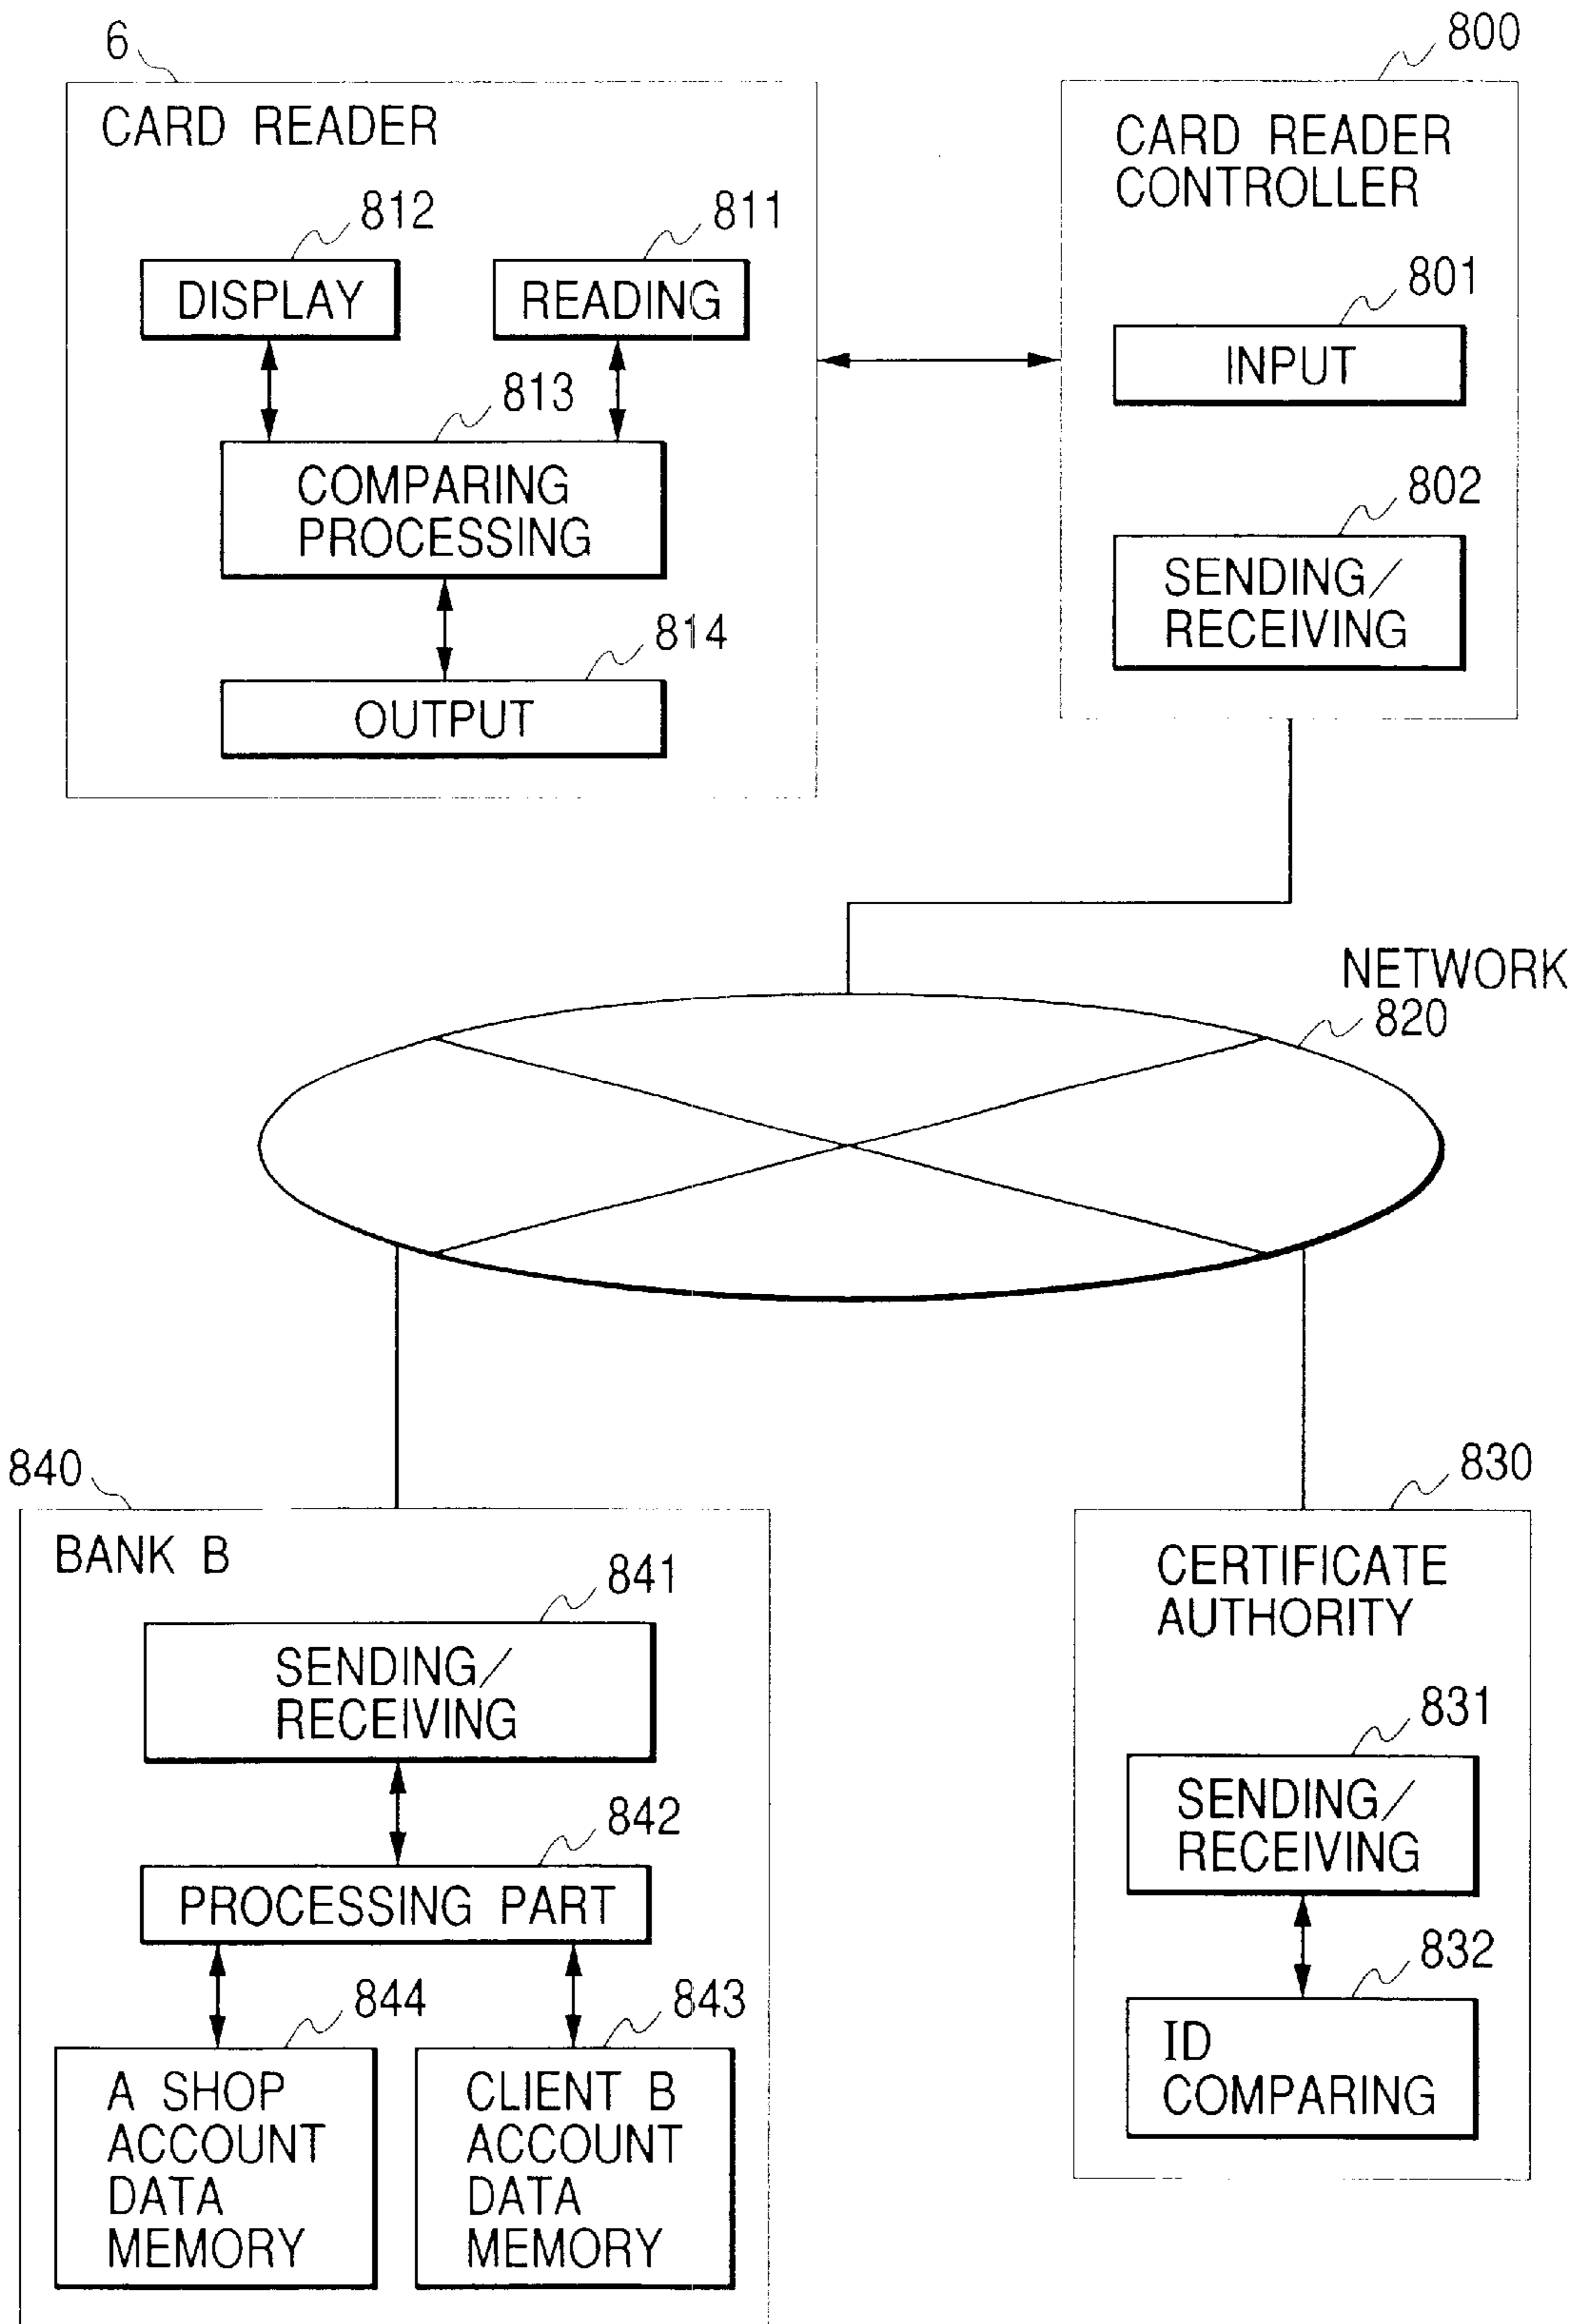 6
CARD READER
812
DISPLAY
811
READING
813
COMPARING
PROCESSING
814
OUTPUT
800
CARD READER
CONTROLLER
801
INPUT
802
SENDING/
RECEIVING
NETWORK
820
840
BANK B
841
SENDING/
RECEIVING
842
PROCESSING PART
844
A SHOP
ACCOUNT
DATA
MEMORY
843
CLIENT B
ACCOUNT
DATA
MEMORY
830
CERTIFICATE
AUTHORITY
831
SENDING/
RECEIVING
832
ID
COMPARING